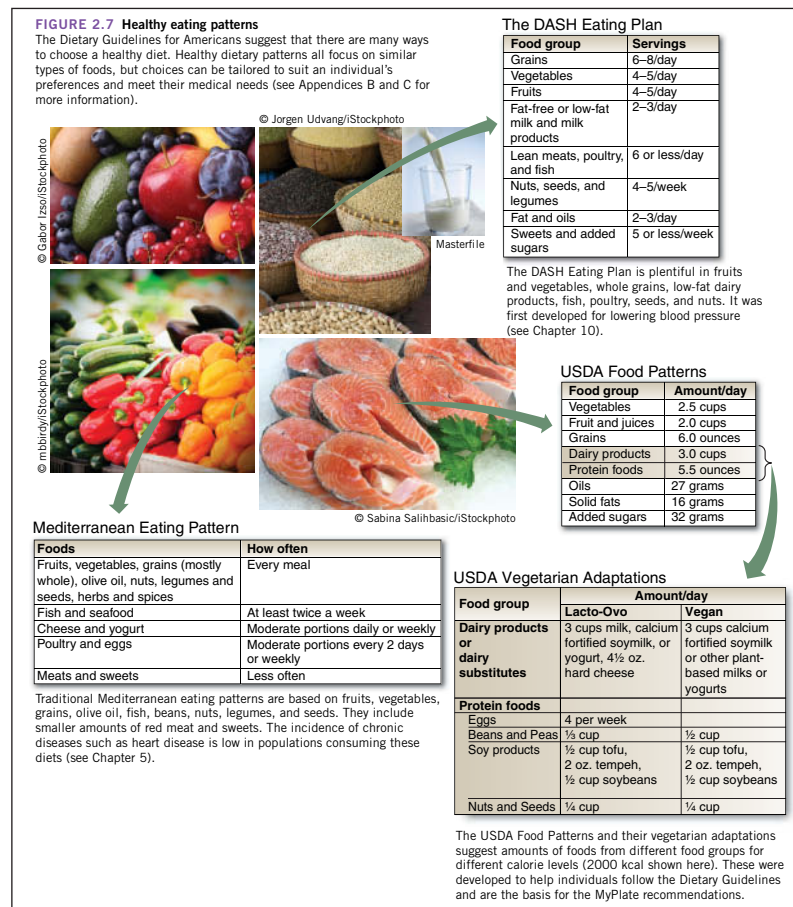 FIGURE 2.7 Healthy eating patterns
The Dietary Guidelines for Americans suggest that there are many ways
to choose a healthy diet. Healthy dietary patterns all focus on similar
types of foods, but choices can be tailored to suit an individual's
preferences and meet their medical needs (see Appendices B and C for
more information).
© Jorgen Udvang/iStockphoto
© Gabor Izso/iStockphoto
Masterfile
© mbbirdy/iStockphoto
© Sabina Salihbasic/iStockphoto
The DASH Eating Plan
Food group Servings
Grains 6–8/day
Vegetables 4–5/day
Fruits 4–5/day
Fat-free or low-fat 2–3/day
milk and milk
products
Lean meats, poultry, 6 or less/day
and fish
Nuts, seeds, and 4–5/week
legumes
Fat and oils 2–3/day
Sweets and added 5 or less/week
sugars
The DASH Eating Plan is plentiful in fruits
and vegetables, whole grains, low-fat dairy
products, fish, poultry, seeds, and nuts. It was
first developed for lowering blood pressure
(see Chapter 10).
USDA Food Patterns
Food group Amount/day
Vegetables 2.5 cups
Fruit and juices 2.0 cups
Grains 6.0 ounces
Dairy products 3.0 cups
Protein foods 5.5 ounces
Oils 27 grams
Solid fats 16 grams
Added sugars 32 grams
Mediterranean Eating Pattern
Foods How often
Fruits, vegetables, grains (mostly Every meal
whole), olive oil, nuts, legumes and
seeds, herbs and spices
Fish and seafood At least twice a week
Cheese and yogurt Moderate portions daily or weekly
Poultry and eggs Moderate portions every 2 days
or weekly
Meats and sweets Less often
Traditional Mediterranean eating patterns are based on fruits, vegetables,
grains, olive oil, fish, beans, nuts, legumes, and seeds. They include
smaller amounts of red meat and sweets. The incidence of chronic
diseases such as heart disease is low in populations consuming these
diets (see Chapter 5).
USDA Vegetarian Adaptations
Food group Amount/day
Lacto-Ovo Vegan
Dairy products 3 cups milk, calcium 3 cups calcium
or fortified soymilk, or fortified soymilk
dairy yogurt, 4½ oz. or other plant-
substitutes hard cheese based milks or
yogurts
Protein foods
Eggs 4 per week
Beans and Peas ⅓ cup ½ cup
Soy products ½ cup tofu, ½ cup tofu,
2 oz. tempeh, 2 oz. tempeh,
½ cup soybeans ½ cup soybeans
Nuts and Seeds ¼ cup ¼ cup
The USDA Food Patterns and their vegetarian adaptations
suggest amounts of foods from different food groups for
different calorie levels (2000 kcal shown here). These were
developed to help individuals follow the Dietary Guidelines
and are the basis for the MyPlate recommendations.